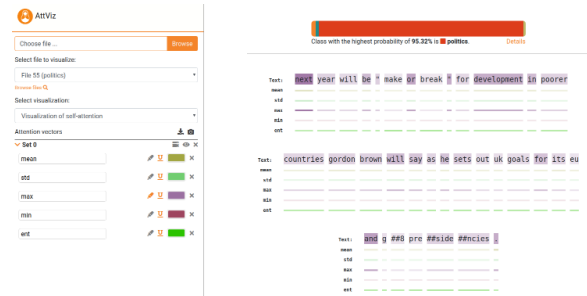 AttViz
Choose file ...
Browse
Select file to visualize:
File 55 (politics)
Browse files
Select visualization:
Visualization of self-attention
Attention vectors
Set 0
mean
U
std
U
max
U
min
U
ent
U
Class with the highest probability of 95.32% is politics.
Details
Text: next year will be " make or break " for development in poorer
mean
std
max
min
ent
Text: countries gordon brown will say as he sets out uk goals for its eu
mean
std
max
min
ent
Text: and g ##8 pre ##side ##ncies .
mean
std
max
min
ent